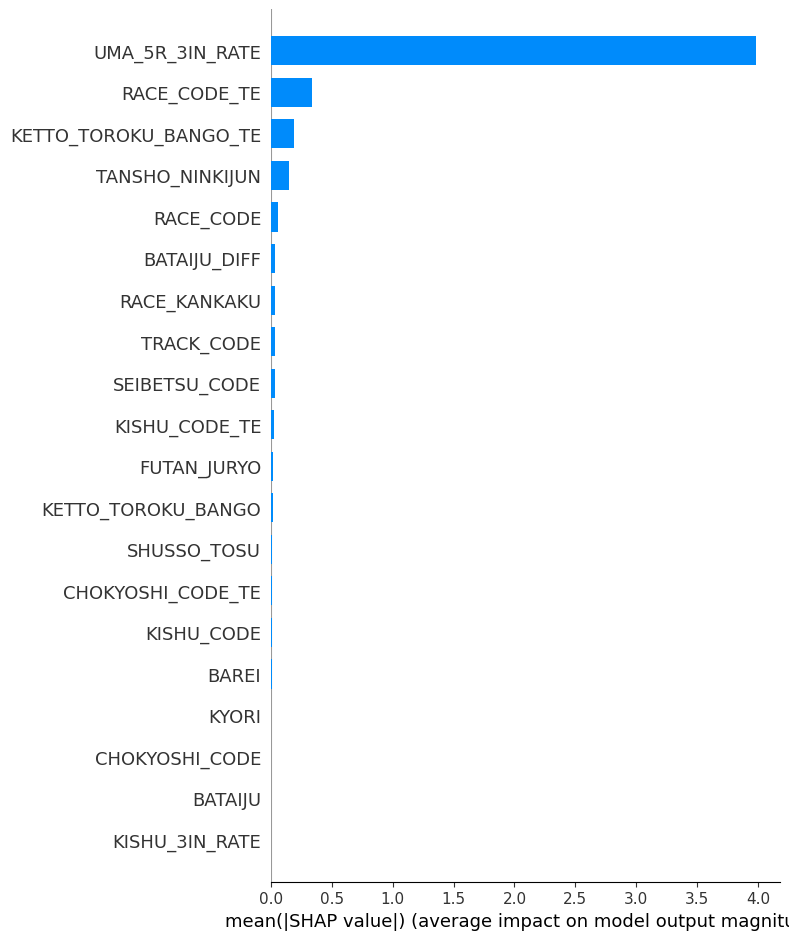 UMA_5R_3IN_RATE
RACE_CODE_TE
KETTO_TOROKU_BANGO_TE
TANSHO_NINKIJUN
RACE_CODE
BATAIJU_DIFF
RACE_KANKAKU
TRACK_CODE
SEIBETSU_CODE
KISHU_CODE_TE
FUTAN_JURYO
KETTO_TOROKU_BANGO
SHUSSO_TOSU
CHOKYOSHI_CODE_TE
KISHU_CODE
BAREI
KYORI
CHOKYOSHI_CODE
BATAIJU
KISHU_3IN_RATE
0.0 0.5 1.0 1.5 2.0 2.5 3.0 3.5 4.0
mean(|SHAP value|) (average impact on model output magnitu